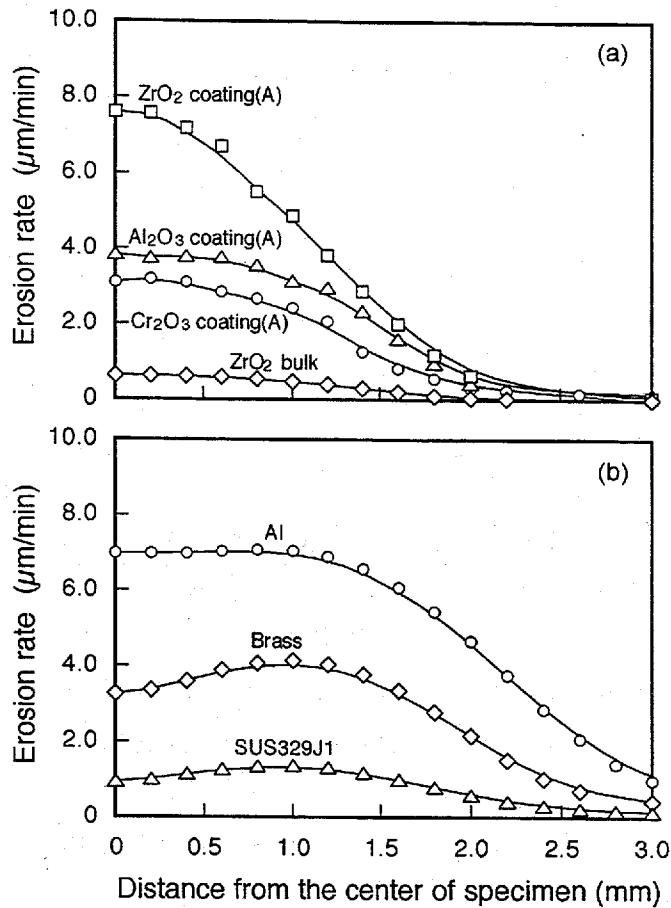 10.0
(a)
ZrO2 coating(A)
8.0
6.0
Al2O3 coating(A)
4.0
Cr2O3 coating(A)
2.0
ZrO2 bulk
0
Erosion rate (μm/min)
10.0
(b)
8.0
Al
6.0
Brass
4.0
SUS329J1
2.0
0
Erosion rate (μm/min)
0 0.5 1.0 1.5 2.0 2.5 3.0
Distance from the center of specimen (mm)